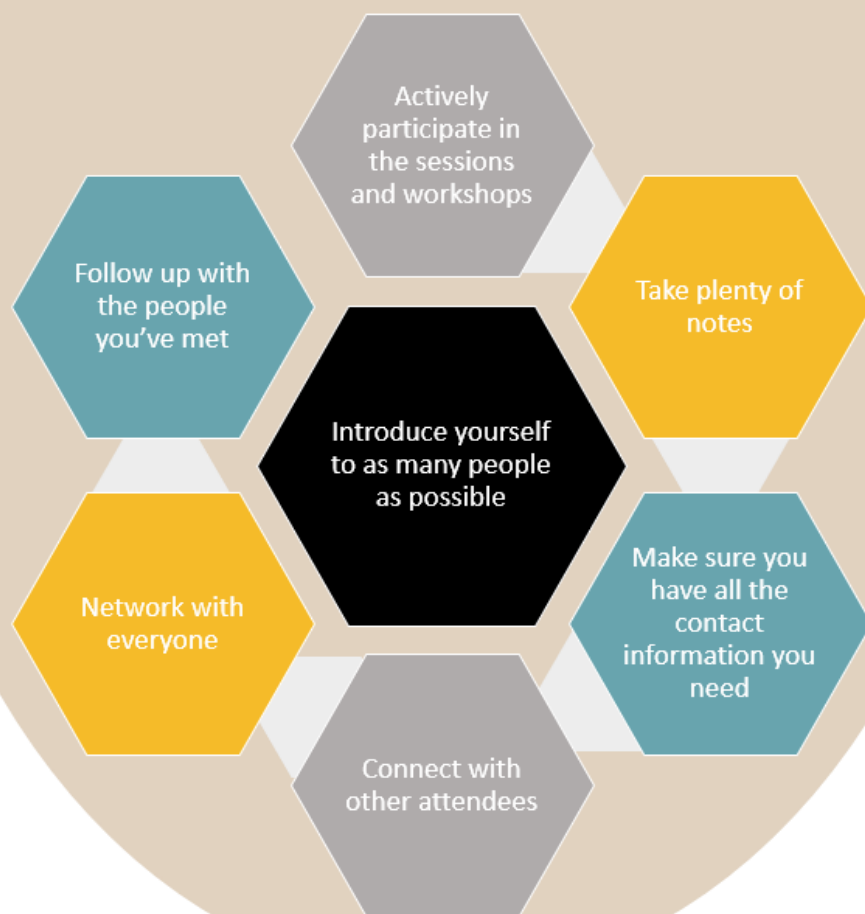 Actively
participate in
the sessions
and workshops
Take plenty of
notes
Make sure you
have all the
contact
information you
need
Connect with
other attendees
Network with
everyone
Follow up with
the people
you’ve met
Introduce yourself
to as many people
as possible